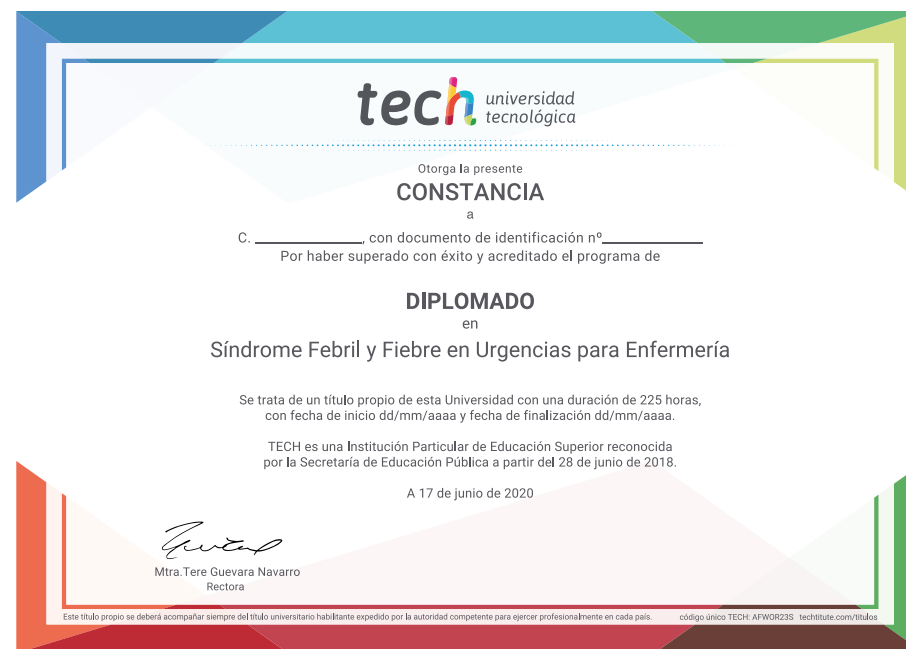 tech universidad
tecnológica
Otorga la presente
CONSTANCIA
a
C. ____________, con documento de identificación nº____________
Por haber superado con éxito y acreditado el programa de
DIPLOMADO
en
Síndrome Febril y Fiebre en Urgencias para Enfermería
Se trata de un título propio de esta Universidad con una duración de 225 horas,
con fecha de inicio dd/mm/aaaa y fecha de finalización dd/mm/aaaa.
TECH es una Institución Particular de Educación Superior reconocida
por la Secretaría de Educación Pública a partir del 28 de junio de 2018.
A 17 de junio de 2020
Mtra.Tere Guevara Navarro
Rectora
Este título propio se deberá acompañar siempre del título universitario habilitante expedido por la autoridad competente para ejercer profesionalmente en cada país. código único TECH: AFWOR23S techtitute.com/titulos